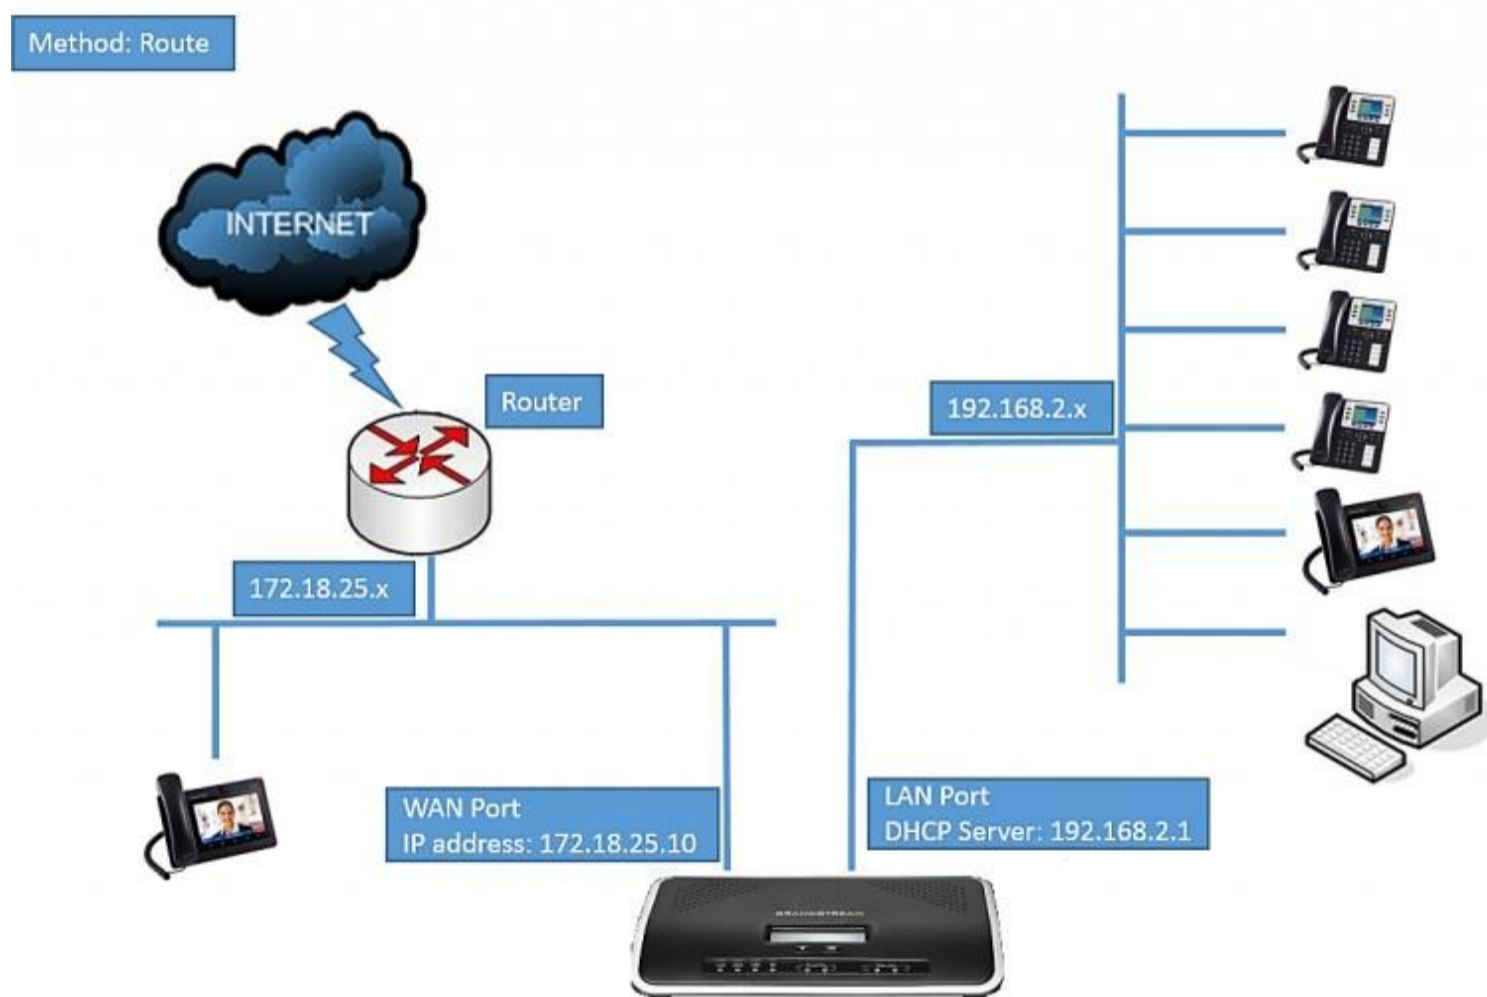 Method: Route
INTERNET
Router
192.168.2.x
172.18.25.x
WAN Port
IP address: 172.18.25.10
LAN Port
DHCP Server: 192.168.2.1
GRANDSTREAM